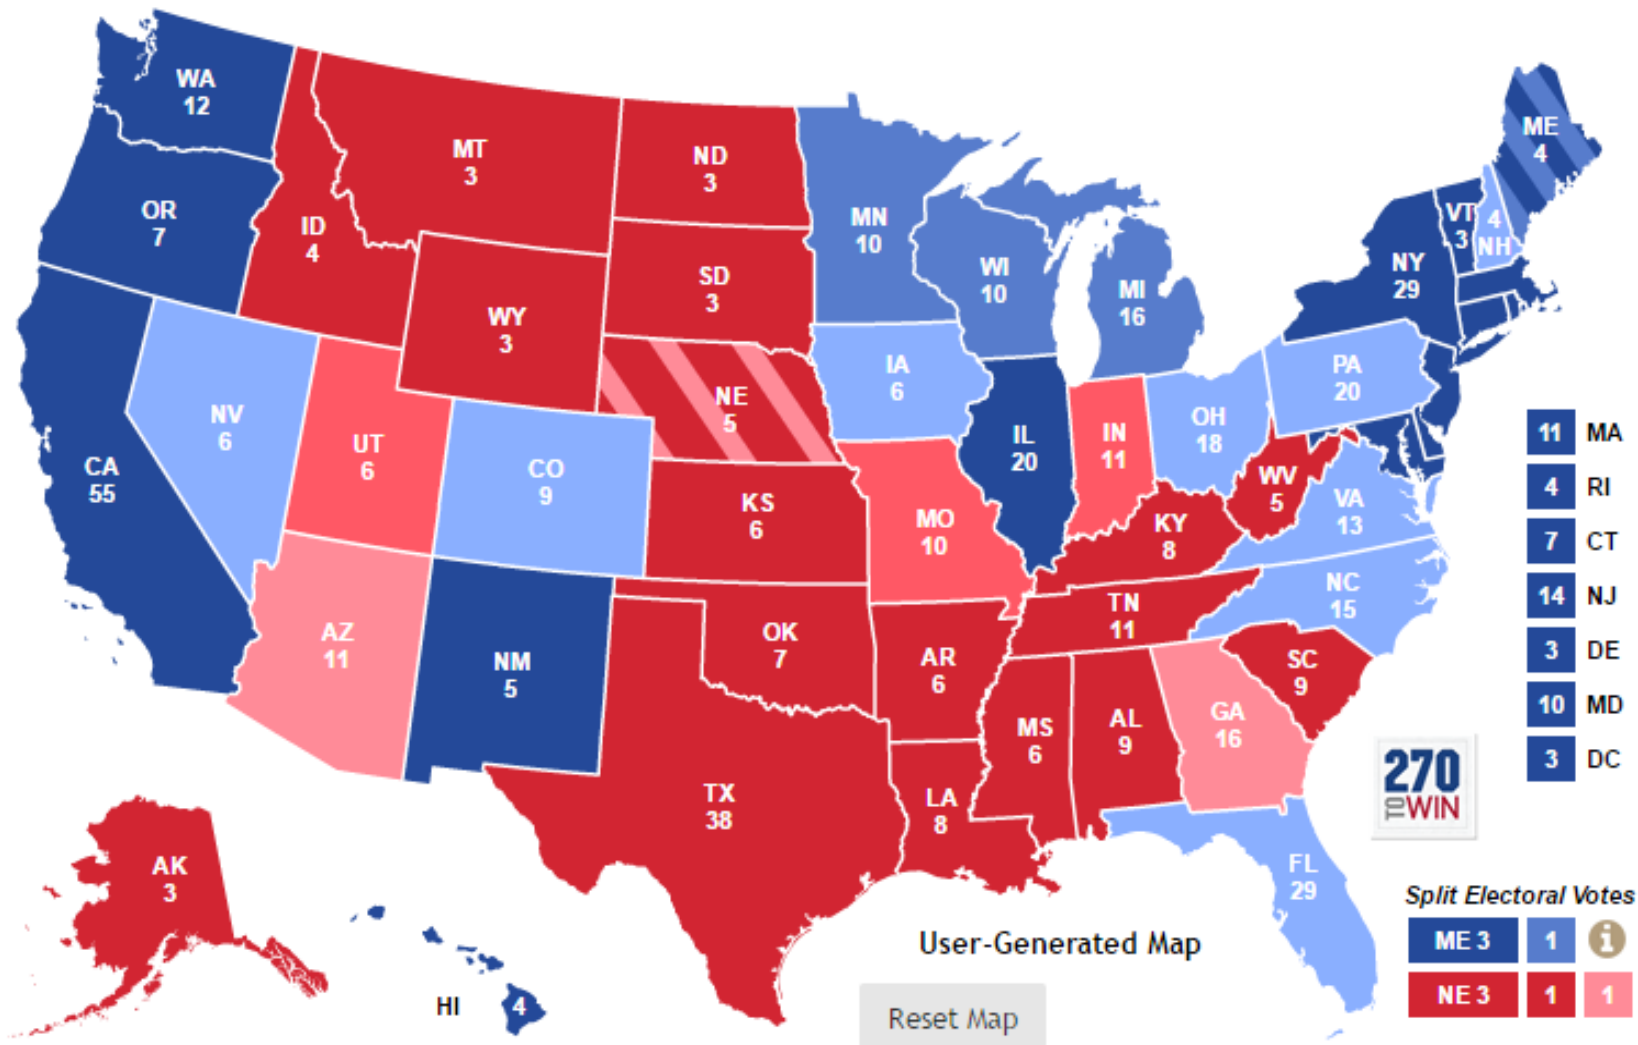 WA
12
OR
7
CA
55
NV
6
ID
4
MT
3
WY
3
UT
6
AZ
11
CO
9
NM
5
ND
3
SD
3
NE
5
KS
6
OK
7
TX
38
MN
10
IA
6
MO
10
AR
6
LA
8
WI
10
IL
20
MI
16
IN
11
OH
18
KY
8
TN
11
MS
6
AL
9
GA
16
FL
29
SC
9
NC
15
VA
13
WV
5
PA
20
NY
29
VT
3
4
NH
ME
4
AK
3
HI
4
11 MA
4 RI
7 CT
14 NJ
3 DE
10 MD
3 DC
270
TO WIN
User-Generated Map
Reset Map
Split Electoral Votes
ME 3 1 i
NE 3 1 1